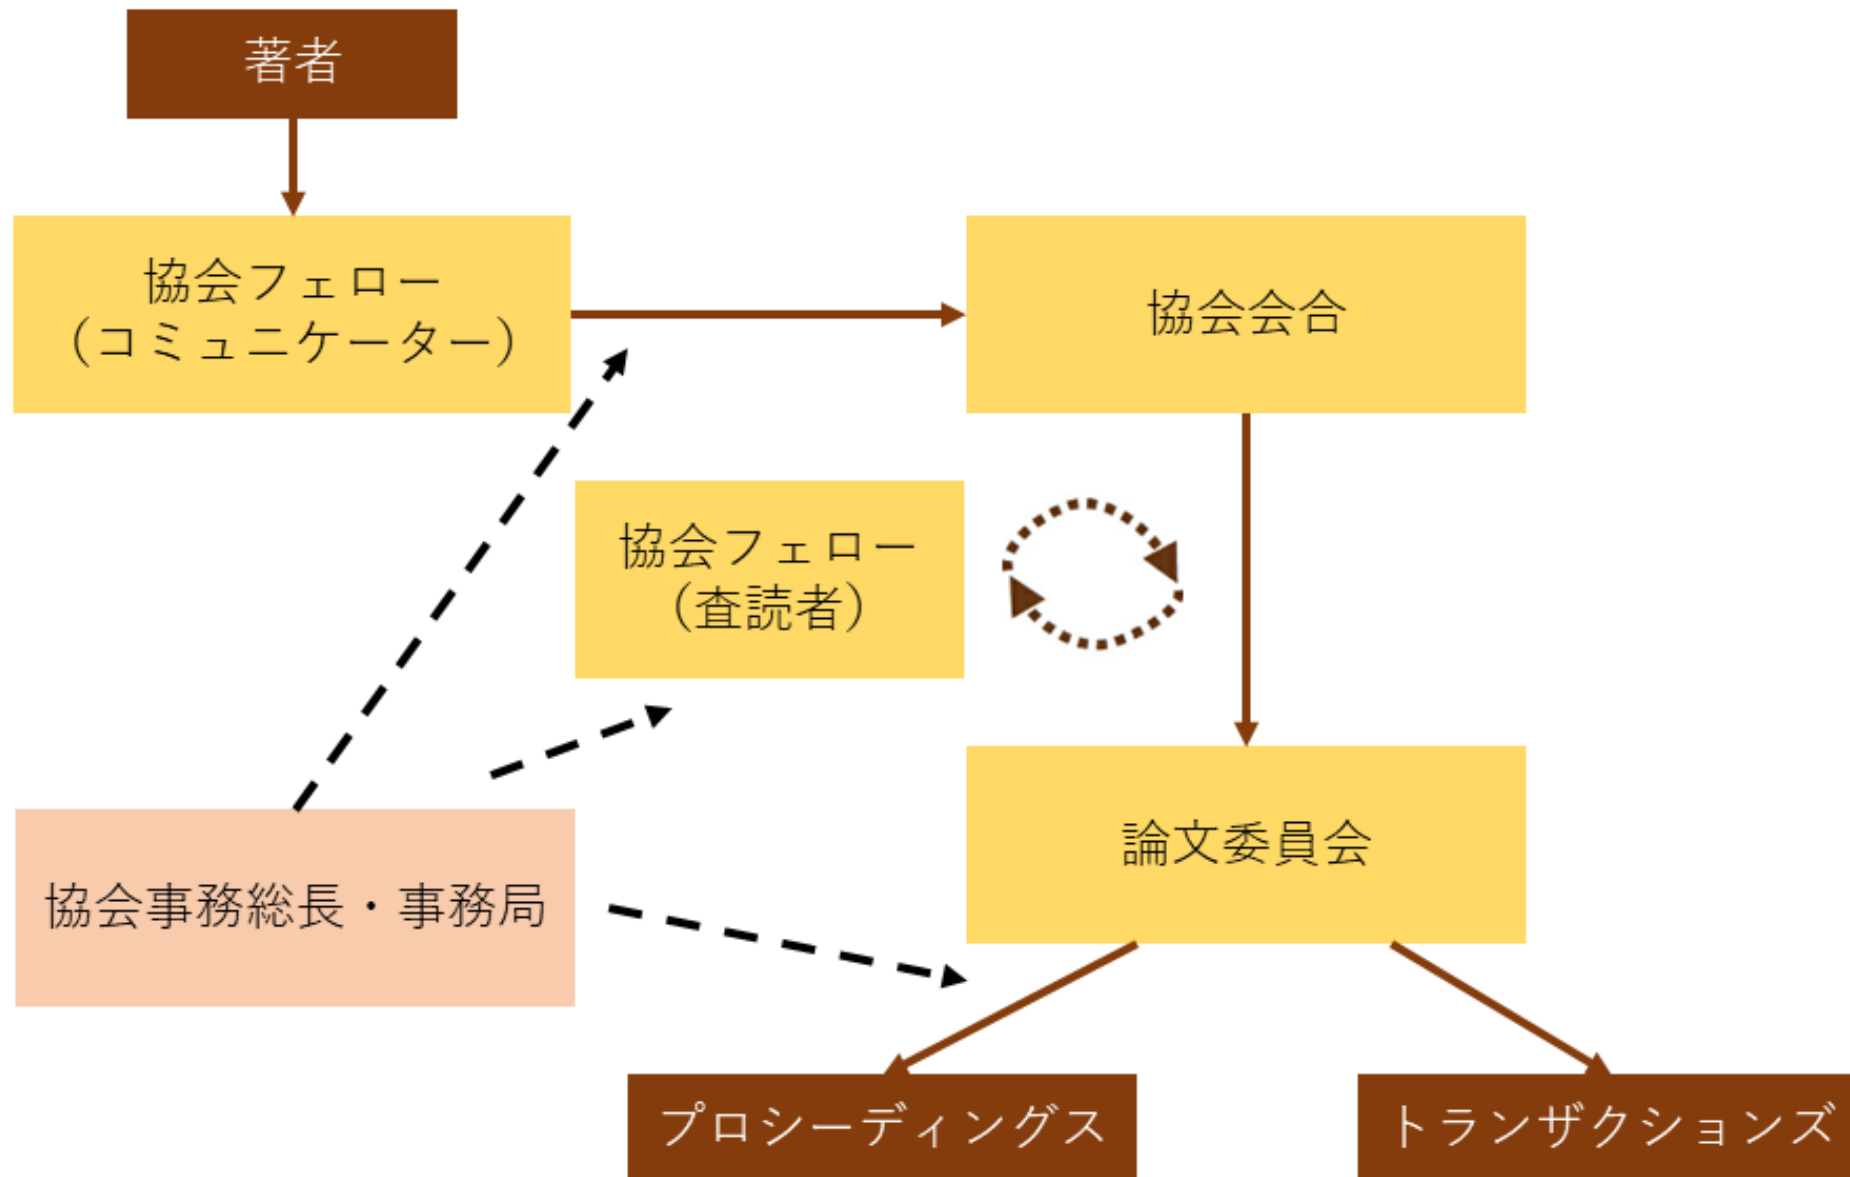 著者
協会フェロー
（コミュニケーター）
協会会合
協会フェロー
（査読者）
論文委員会
協会事務総長・事務局
プロシーディングス
トランザクションズ